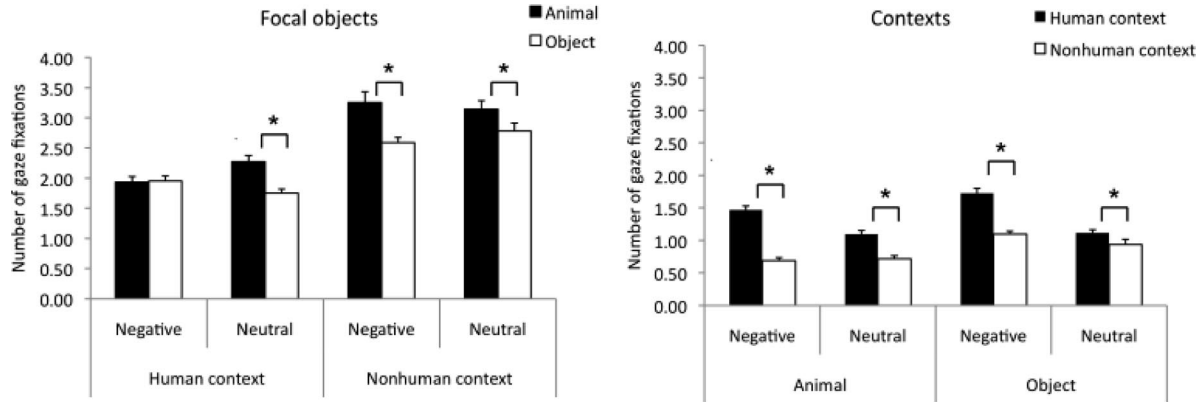 Focal objects
Animal
Object
Number of gaze fixations
4.00
3.50
3.00
2.50
2.00
1.50
1.00
0.50
0.00
*
*
*
Negative Neutral Negative Neutral
Human context Nonhuman context
Contexts
Human context
Nonhuman context
Number of gaze fixations
4.00
3.50
3.00
2.50
2.00
1.50
1.00
0.50
0.00
*
*
*
*
Negative Neutral Negative Neutral
Animal Object